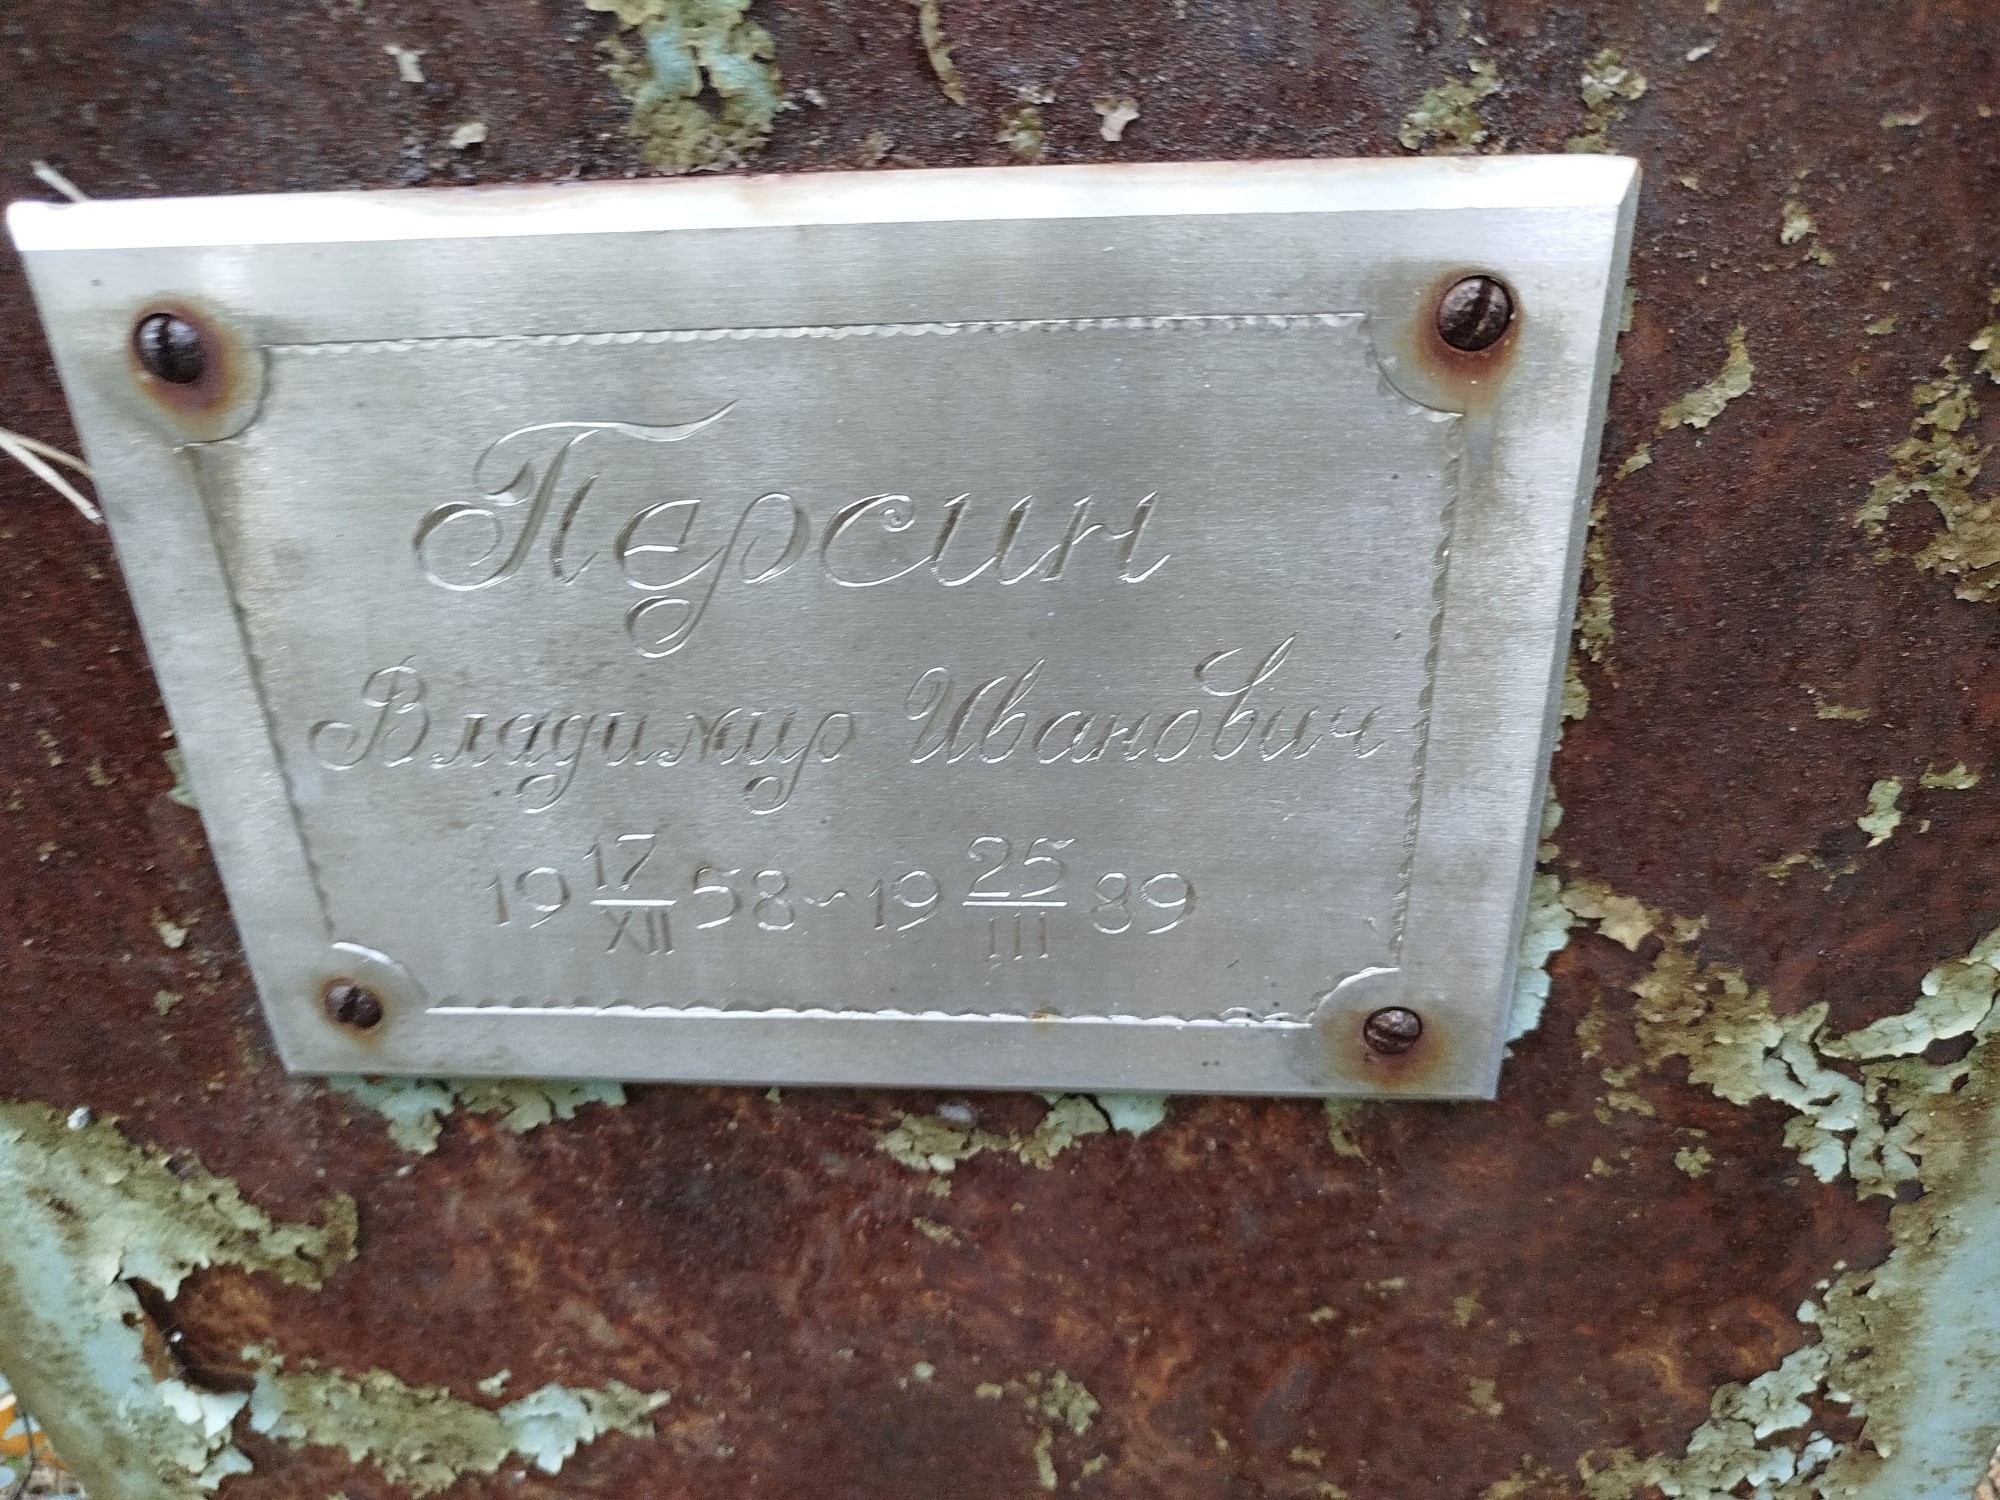 Персин
Владимир Иванович
19 17/XII 58 ~ 19 25/III 89